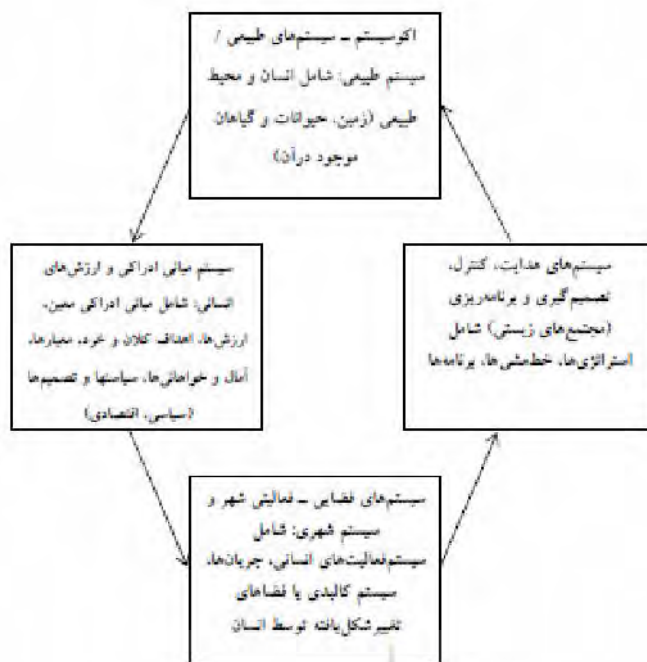 اکوسیستم – سیستم‌های طبیعی /
سیستم طبیعی: شامل انسان و محیط
طبیعی (زمین، حیوانات و گیاهان
موجود درآن)
سیستم‌های هدایت، کنترل،
تصمیم‌گیری و برنامه‌ریزی
(مجتمع‌های زیستی) شامل
استراتژی‌ها، خط‌مشی‌ها، برنامه‌ها
سیستم مبانی ادراکی و ارزش‌های
انسانی: شامل مبانی ادراکی معین،
ارزش‌ها، اهداف کلان و خرد، معیارها،
آمال و خواهانی‌ها، سیاستها و تصمیم‌ها
(سیاسی، اقتصادی)
سیستم‌های فضایی – فعالیتی شهر و
سیستم شهری: شامل
سیستم‌فعالیت‌های انسانی، جریان‌ها،
سیستم کالبدی یا فضاهای
تغییرشکل‌یافته توسط انسان